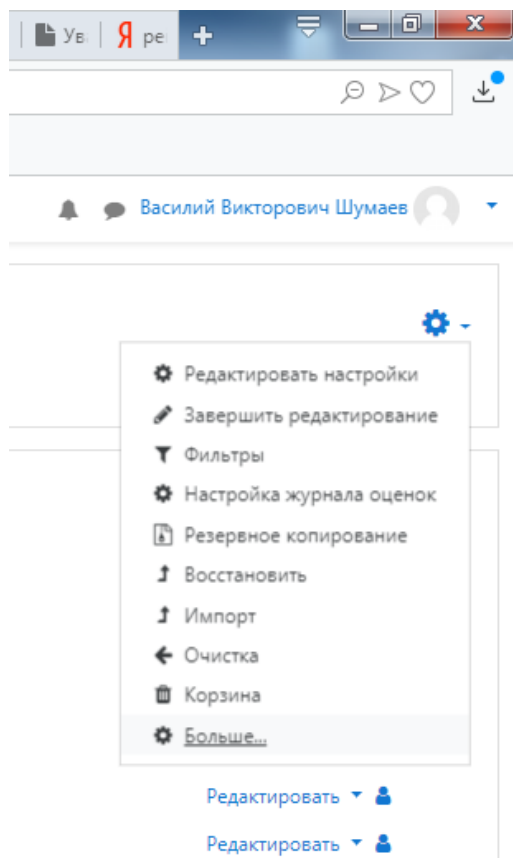 Ув
Я ре
Василий Викторович Шумаев
Редактировать настройки
Завершить редактирование
Фильтры
Настройка журнала оценок
Резервное копирование
Восстановить
Импорт
Очистка
Корзина
Больше...
Редактировать
Редактировать